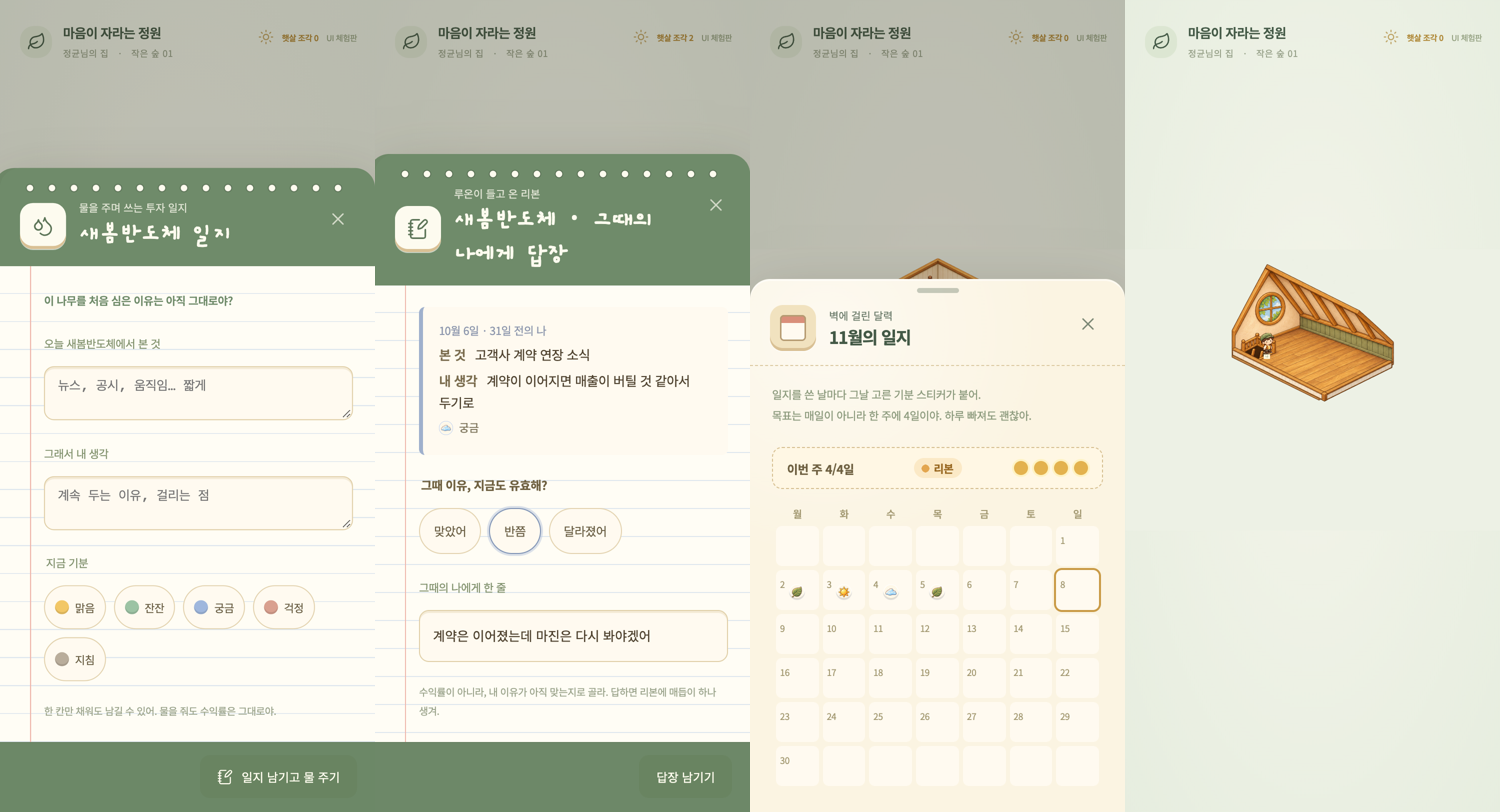 마음이 자라는 정원
정균님의 집 · 작은 숲 01
햇살 조각 0 UI 체험판
물을 주며 쓰는 투자 일지
새봄반도체 일지
이 나무를 처음 심은 이유는 아직 그대로야?
오늘 새봄반도체에서 본 것
뉴스, 공시, 움직임… 짧게
그래서 내 생각
계속 두는 이유, 걸리는 점
지금 기분
맑음 잔잔 궁금 걱정
지침
한 칸만 채워도 남길 수 있어. 물을 줘도 수익률은 그대로야.
일지 남기고 물 주기
마음이 자라는 정원
정균님의 집 · 작은 숲 01
햇살 조각 2 UI 체험판
루온이 들고 온 리본
새봄반도체 · 그때의
나에게 답장
10월 6일 · 31일 전의 나
본 것 고객사 계약 연장 소식
내 생각 계약이 이어지면 매출이 버틸 것 같아서
두기로
궁금
그때 이유, 지금도 유효해?
맞았어 반쯤 달라졌어
그때의 나에게 한 줄
계약은 이어졌는데 마진은 다시 봐야겠어
수익률이 아니라, 내 이유가 아직 맞는지로 골라. 답하면 리본에 매듭이 하나
생겨.
답장 남기기
마음이 자라는 정원
정균님의 집 · 작은 숲 01
햇살 조각 0 UI 체험판
벽에 걸린 달력
11월의 일지
일지를 쓴 날마다 그날 고른 기분 스티커가 붙어.
목표는 매일이 아니라 한 주에 4일이야. 하루 빠져도 괜찮아.
이번 주 4/4일 리본
월 화 수 목 금 토 일
1
2 3 4 5 6 7 8
9 10 11 12 13 14 15
16 17 18 19 20 21 22
23 24 25 26 27 28 29
30
마음이 자라는 정원
정균님의 집 · 작은 숲 01
햇살 조각 0 UI 체험판